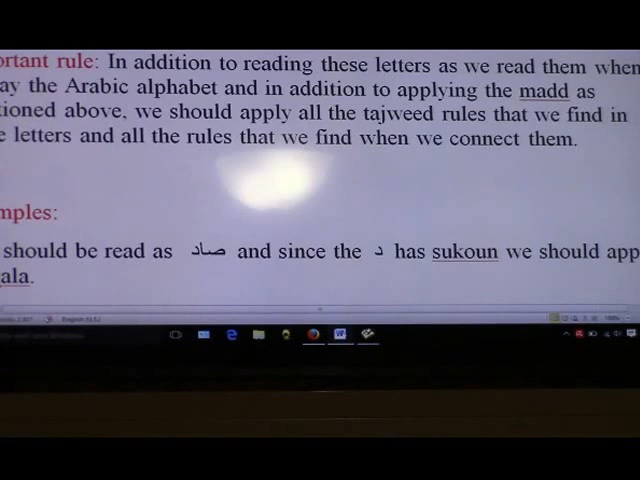 ortant rule: In addition to reading these letters as we read them when
ay the Arabic alphabet and in addition to applying the madd as
tioned above, we should apply all the tajweed rules that we find in
e letters and all the rules that we find when we connect them.
mples:
should be read as صاد and since the د has sukoun we should app
ala.
100%